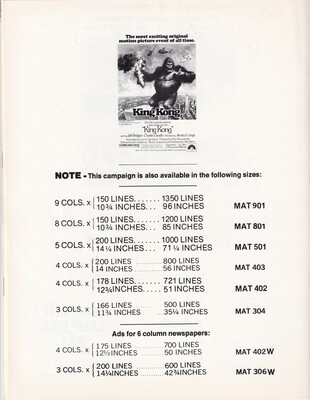 The most exciting original
motion picture event of all time.
King Kong
"King Kong"
NOTE - This campaign is also available in the following sizes:
9 COLS. x { 150 LINES....... 1350 LINES
10¾ INCHES... 96 INCHES MAT 901
8 COLS. x { 150 LINES....... 1200 LINES
10¾ INCHES... 85 INCHES MAT 801
5 COLS. x { 200 LINES....... 1000 LINES
14¼ INCHES... 71¼ INCHES MAT 501
4 COLS. x { 200 LINES ........ 800 LINES
14 INCHES ........ 56 INCHES MAT 403
4 COLS. x { 178 LINES....... 721 LINES
12¾ INCHES..... 51 INCHES MAT 402
3 COLS. x { 166 LINES 500 LINES
11¾ INCHES 35¼ INCHES MAT 304
Ads for 6 column newspapers:
4 COLS. x { 175 LINES 700 LINES
12½ INCHES 50 INCHES MAT 402W
3 COLS. x { 200 LINES ........ 600 LINES
14¼ INCHES ...... 42¾ INCHES MAT 306W